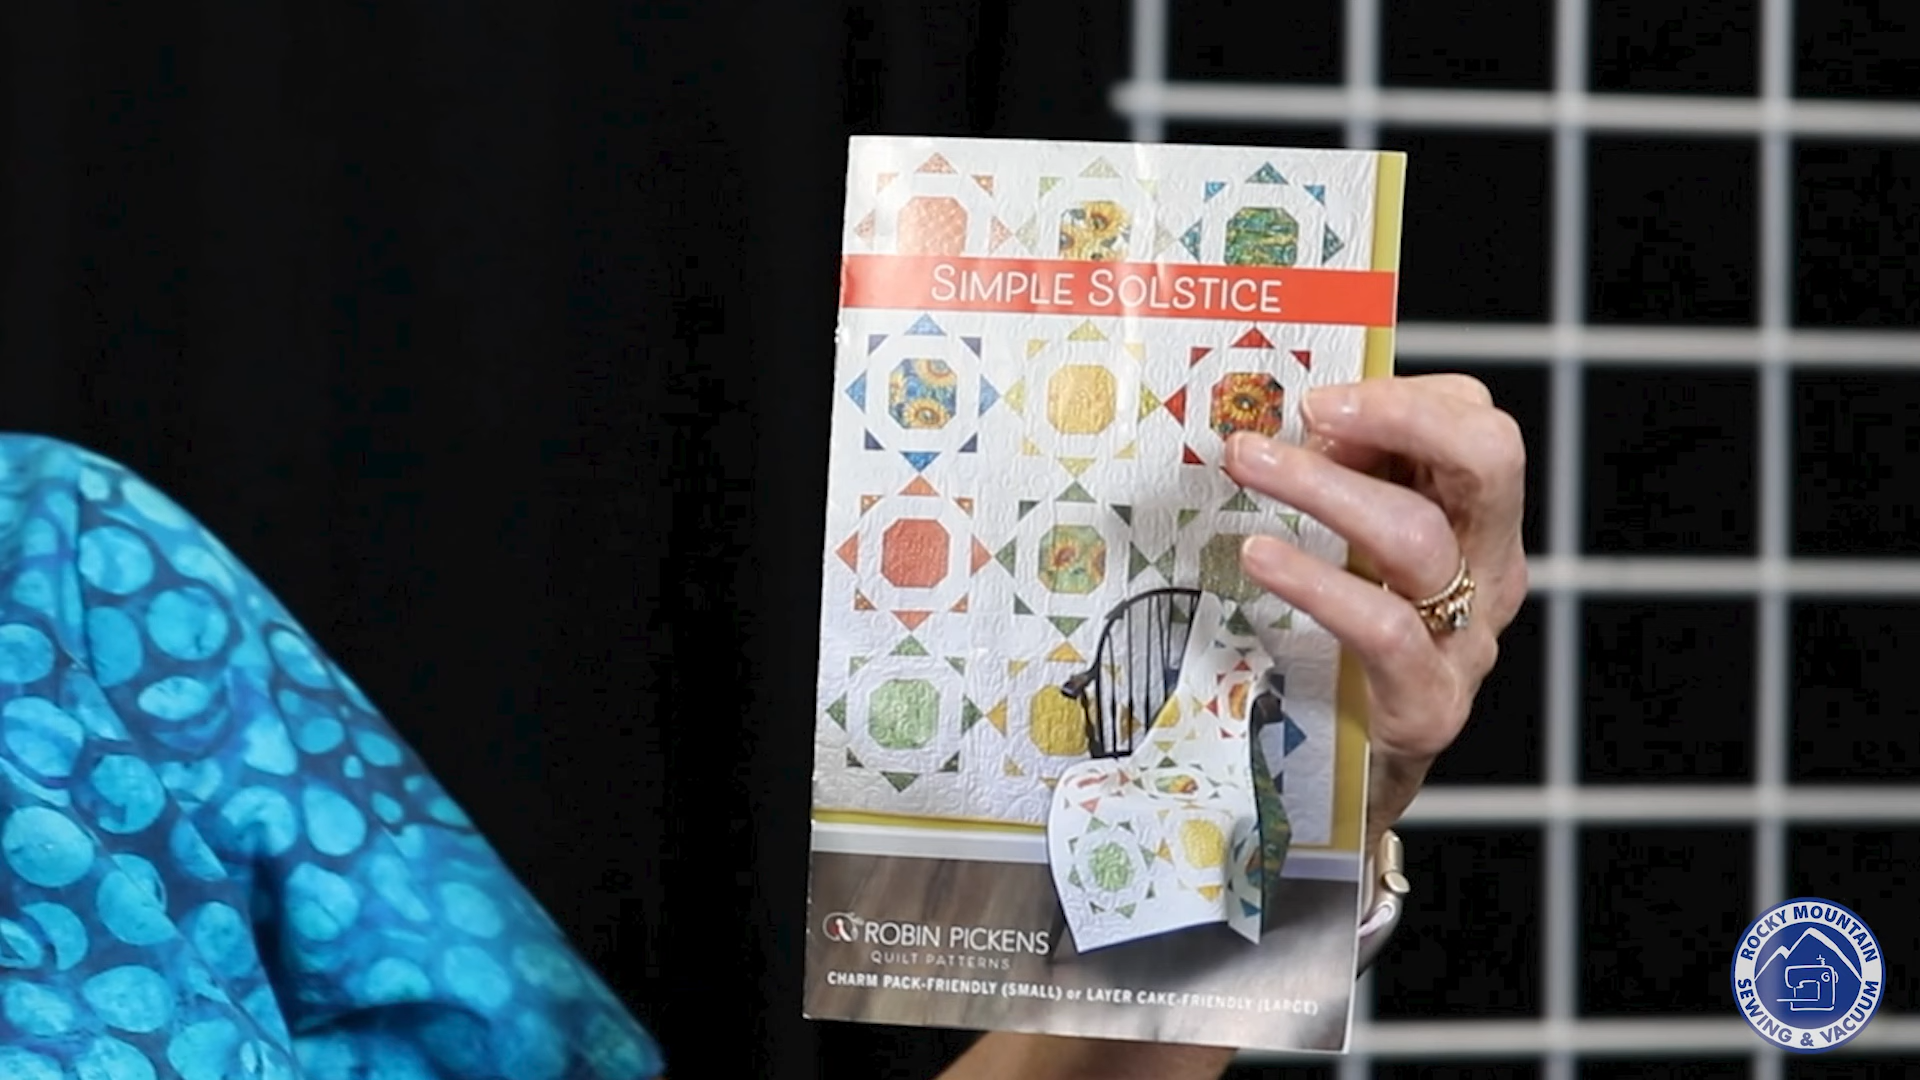 SIMPLE SOLSTICE
ROBIN PICKENS
QUILT PATTERNS
CHARM PACK-FRIENDLY (SMALL) or LAYER CAKE-FRIENDLY (LARGE)
ROCKY MOUNTAIN
G
SEWING & VACUUM